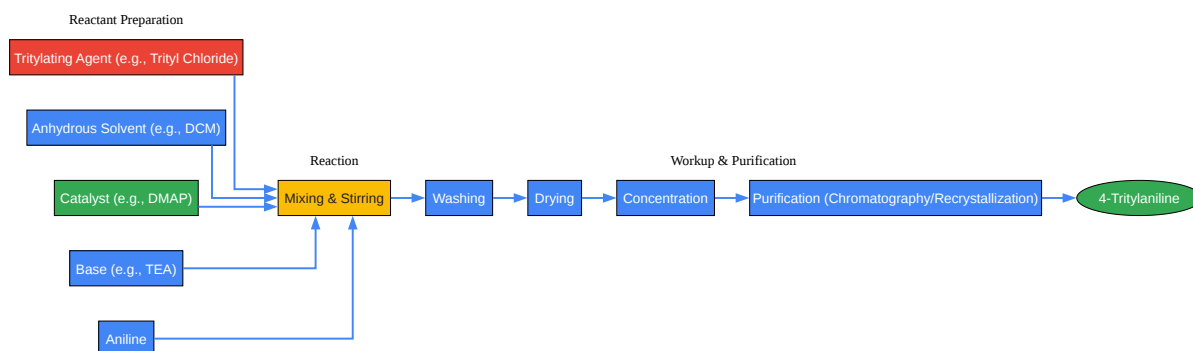 Reactant Preparation
Tritylating Agent (e.g., Trityl Chloride)
Anhydrous Solvent (e.g., DCM)
Reaction
Workup & Purification
Catalyst (e.g., DMAP)
Mixing & Stirring
Washing
Drying
Concentration
Purification (Chromatography/Recrystallization)
4-Tritylaniline
Base (e.g., TEA)
Aniline